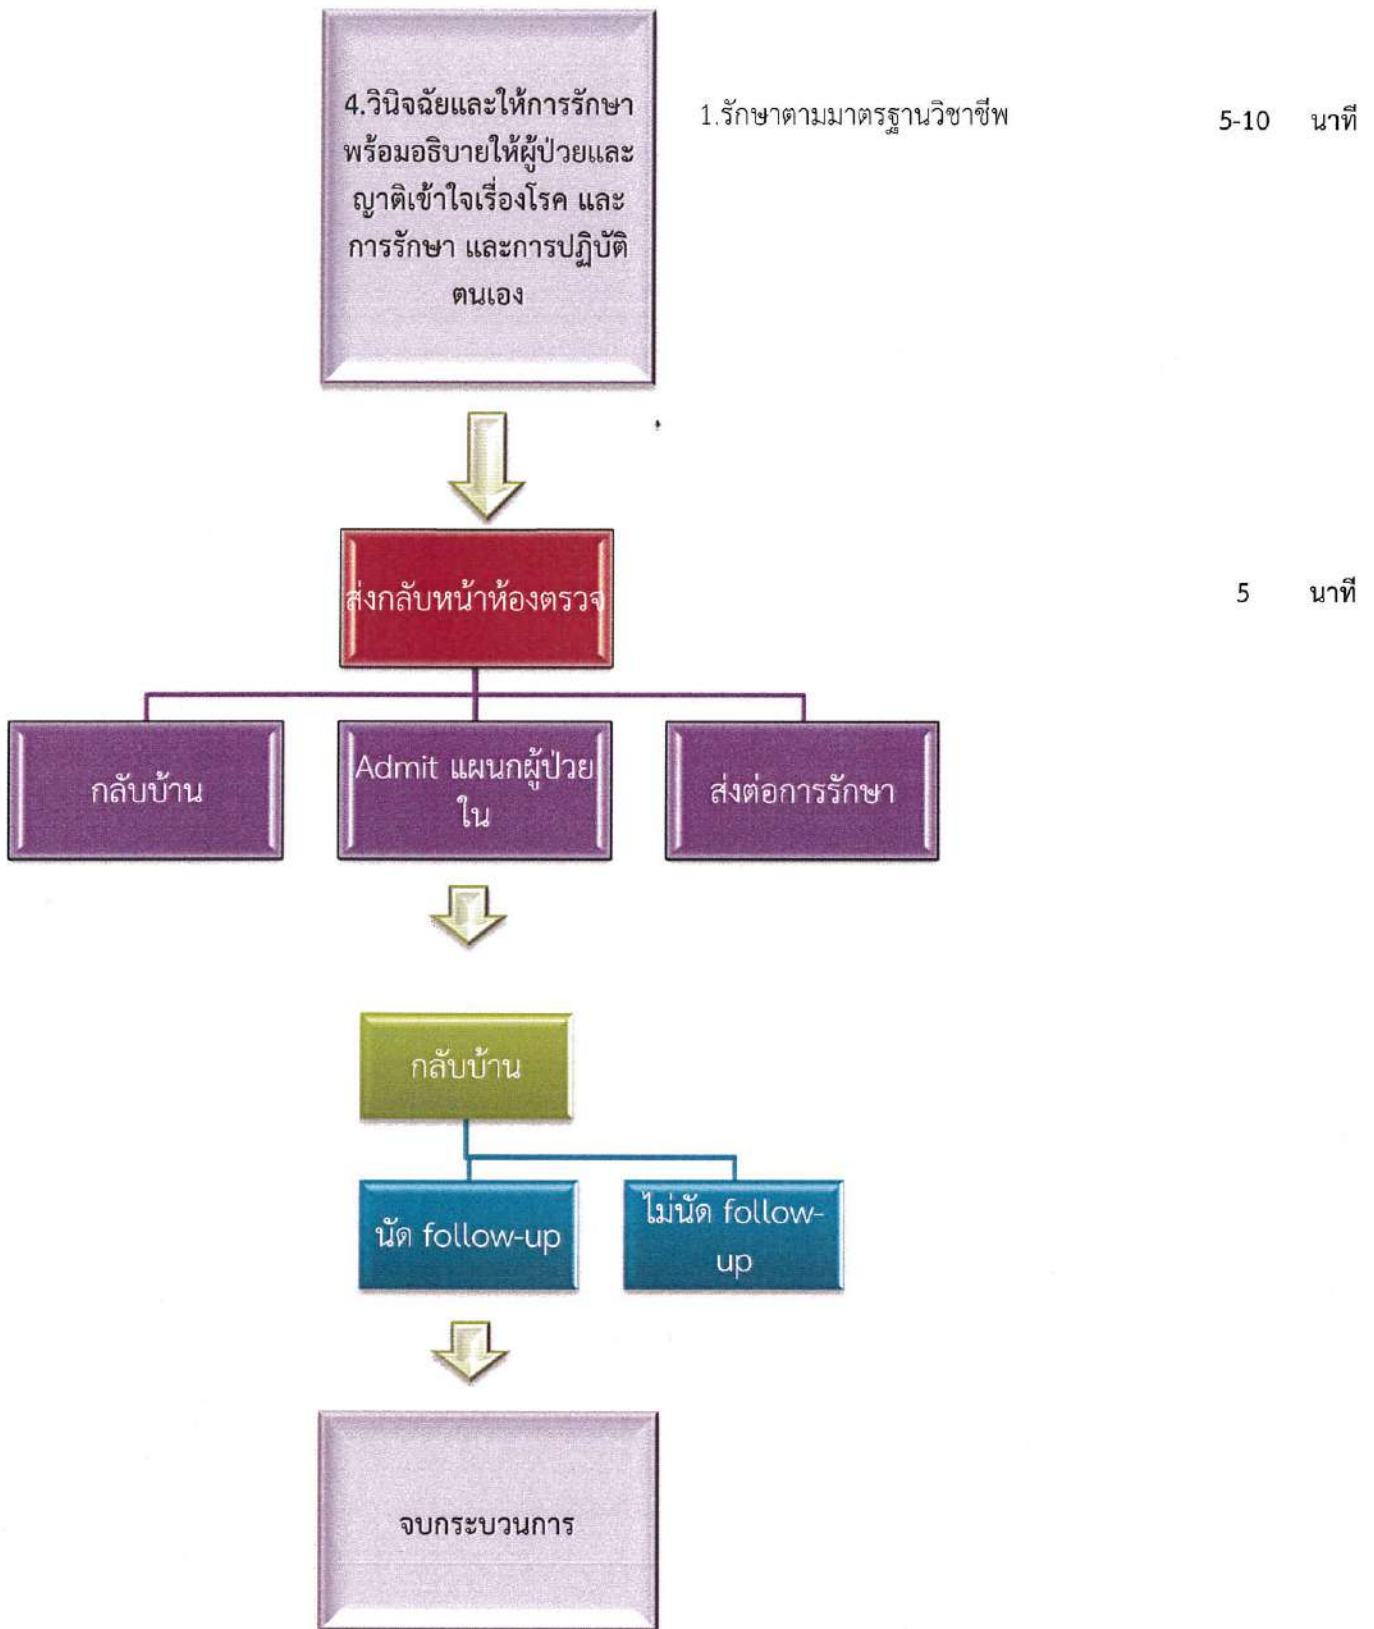 4.วินิจฉัยและให้การรักษา
พร้อมอธิบายให้ผู้ป่วยและ
ญาติเข้าใจเรื่องโรค และ
การรักษา และการปฏิบัติ
ตนเอง
1.รักษาตามมาตรฐานวิชาชีพ
5-10 นาที
ส่งกลับหน้าห้องตรวจ
5 นาที
กลับบ้าน
Admit แผนกผู้ป่วย
ใน
ส่งต่อการรักษา
กลับบ้าน
นัด follow-up
ไม่นัด follow-
up
จบกระบวนการ